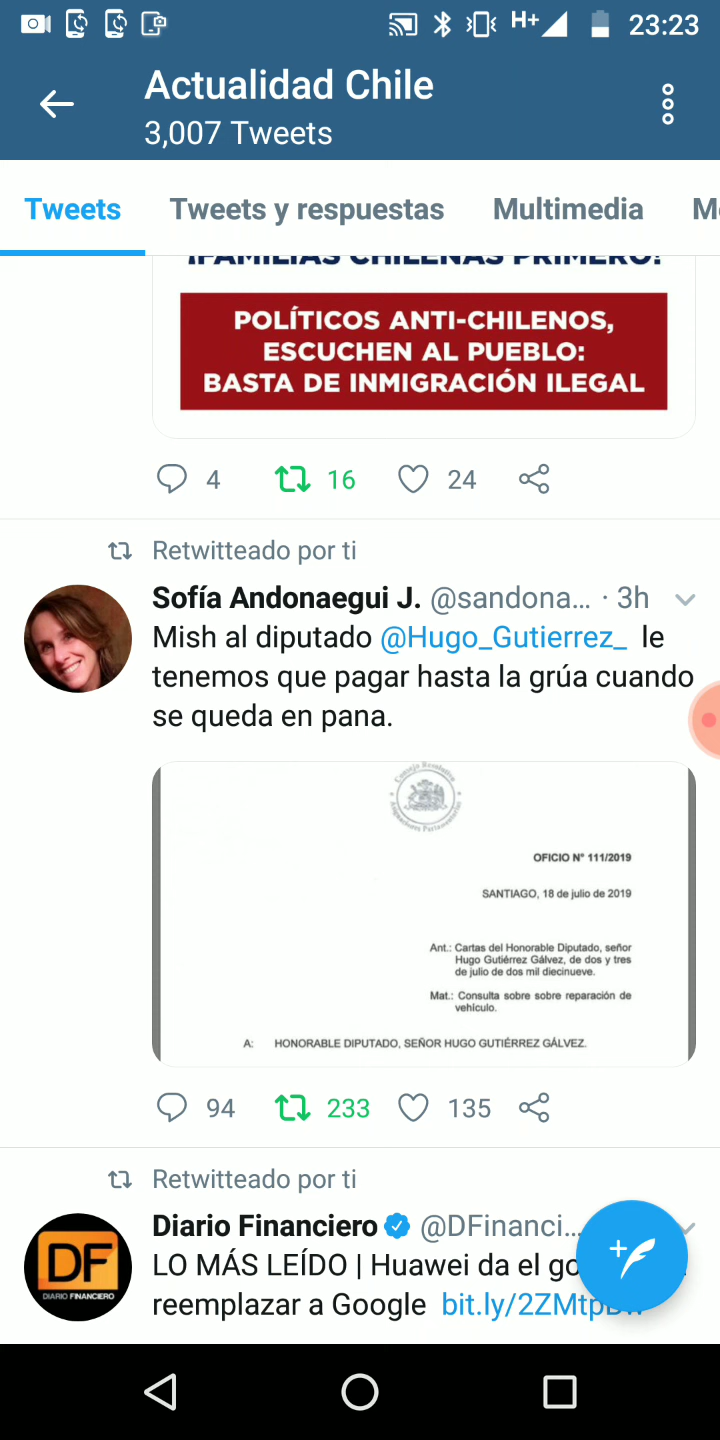 H+ 23:23
Actualidad Chile
3,007 Tweets
Tweets Tweets y respuestas Multimedia
¡FAMILIAS CHILENAS PRIMERO!
POLÍTICOS ANTI-CHILENOS,
ESCUCHEN AL PUEBLO:
BASTA DE INMIGRACIÓN ILEGAL
4 16 24
Retwitteado por ti
Sofía Andonaegui J. @sandona... · 3h
Mish al diputado @Hugo_Gutierrez_ le
tenemos que pagar hasta la grúa cuando
se queda en pana.
Consejo Resolutivo
Asignaciones Parlamentarias
OFICIO N° 111/2019
SANTIAGO, 18 de julio de 2019
Ant.: Cartas del Honorable Diputado, señor
Hugo Gutiérrez Gálvez, de dos y tres
de julio de dos mil diecinueve.
Mat.: Consulta sobre sobre reparación de
vehículo.
A: HONORABLE DIPUTADO, SEÑOR HUGO GUTIÉRREZ GÁLVEZ.
94 233 135
Retwitteado por ti
Diario Financiero @DFinanci...
DF
DIARIO FINANCIERO
LO MÁS LEÍDO | Huawei da el go
reemplazar a Google